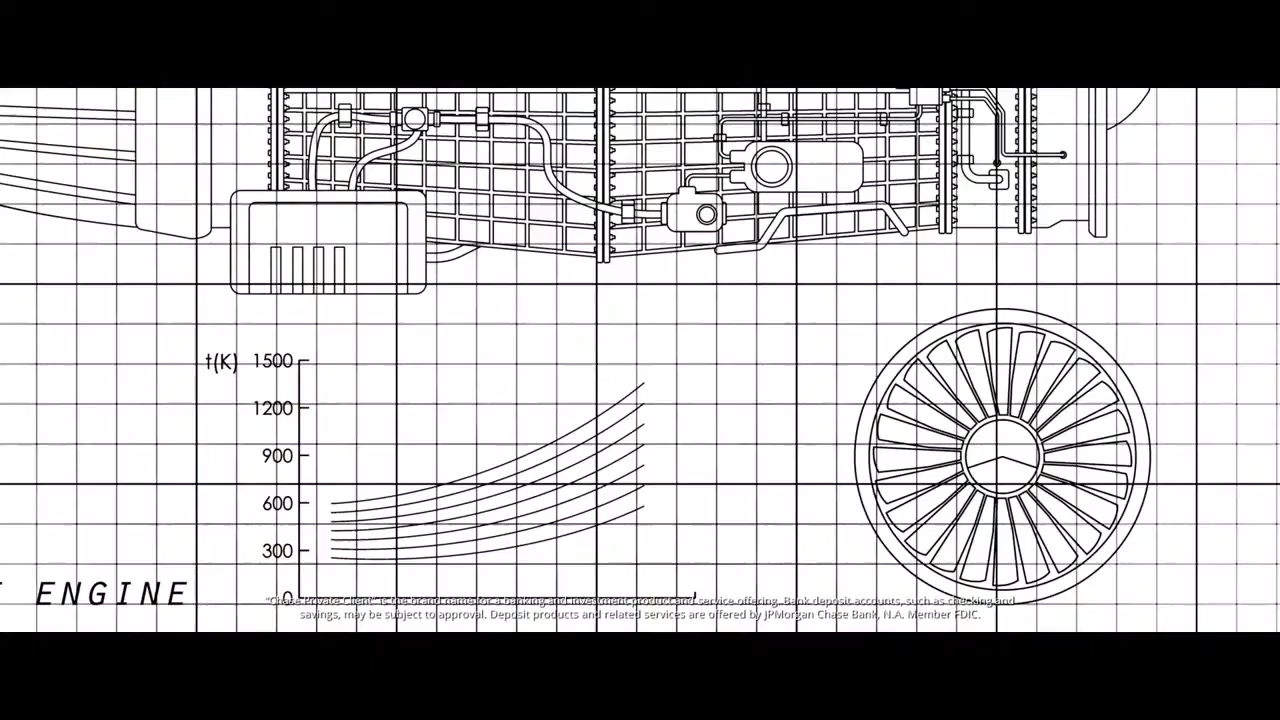 t(K) 1500
1200
900
600
300
0
ENGINE
"Chase Private Client" is the brand name for a banking and investment product and service offering. Bank deposit accounts, such as checking and
savings, may be subject to approval. Deposit products and related services are offered by JPMorgan Chase Bank, N.A. Member FDIC.